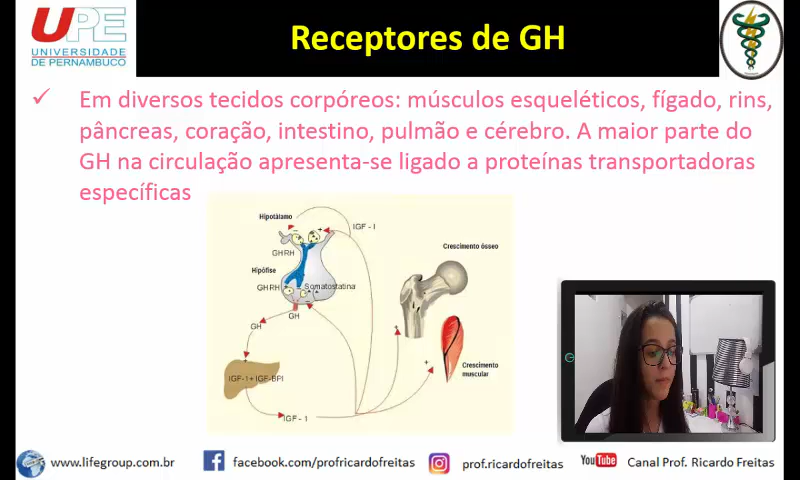 UPE
UNIVERSIDADE
DE PERNAMBUCO
Receptores de GH
✓ Em diversos tecidos corpóreos: músculos esqueléticos, fígado, rins,
pâncreas, coração, intestino, pulmão e cérebro. A maior parte do
GH na circulação apresenta-se ligado a proteínas transportadoras
específicas
Hipotálamo
IGF - I
GHRH
Hipófise
GHRH
Somatostatina
GH
GH
Crescimento ósseo
Crescimento
muscular
IGF-1+ IGF-BPI
IGF - 1
www.lifegroup.com.br
facebook.com/profricardofreitas
prof.ricardofreitas
YouTube
Canal Prof. Ricardo Freitas